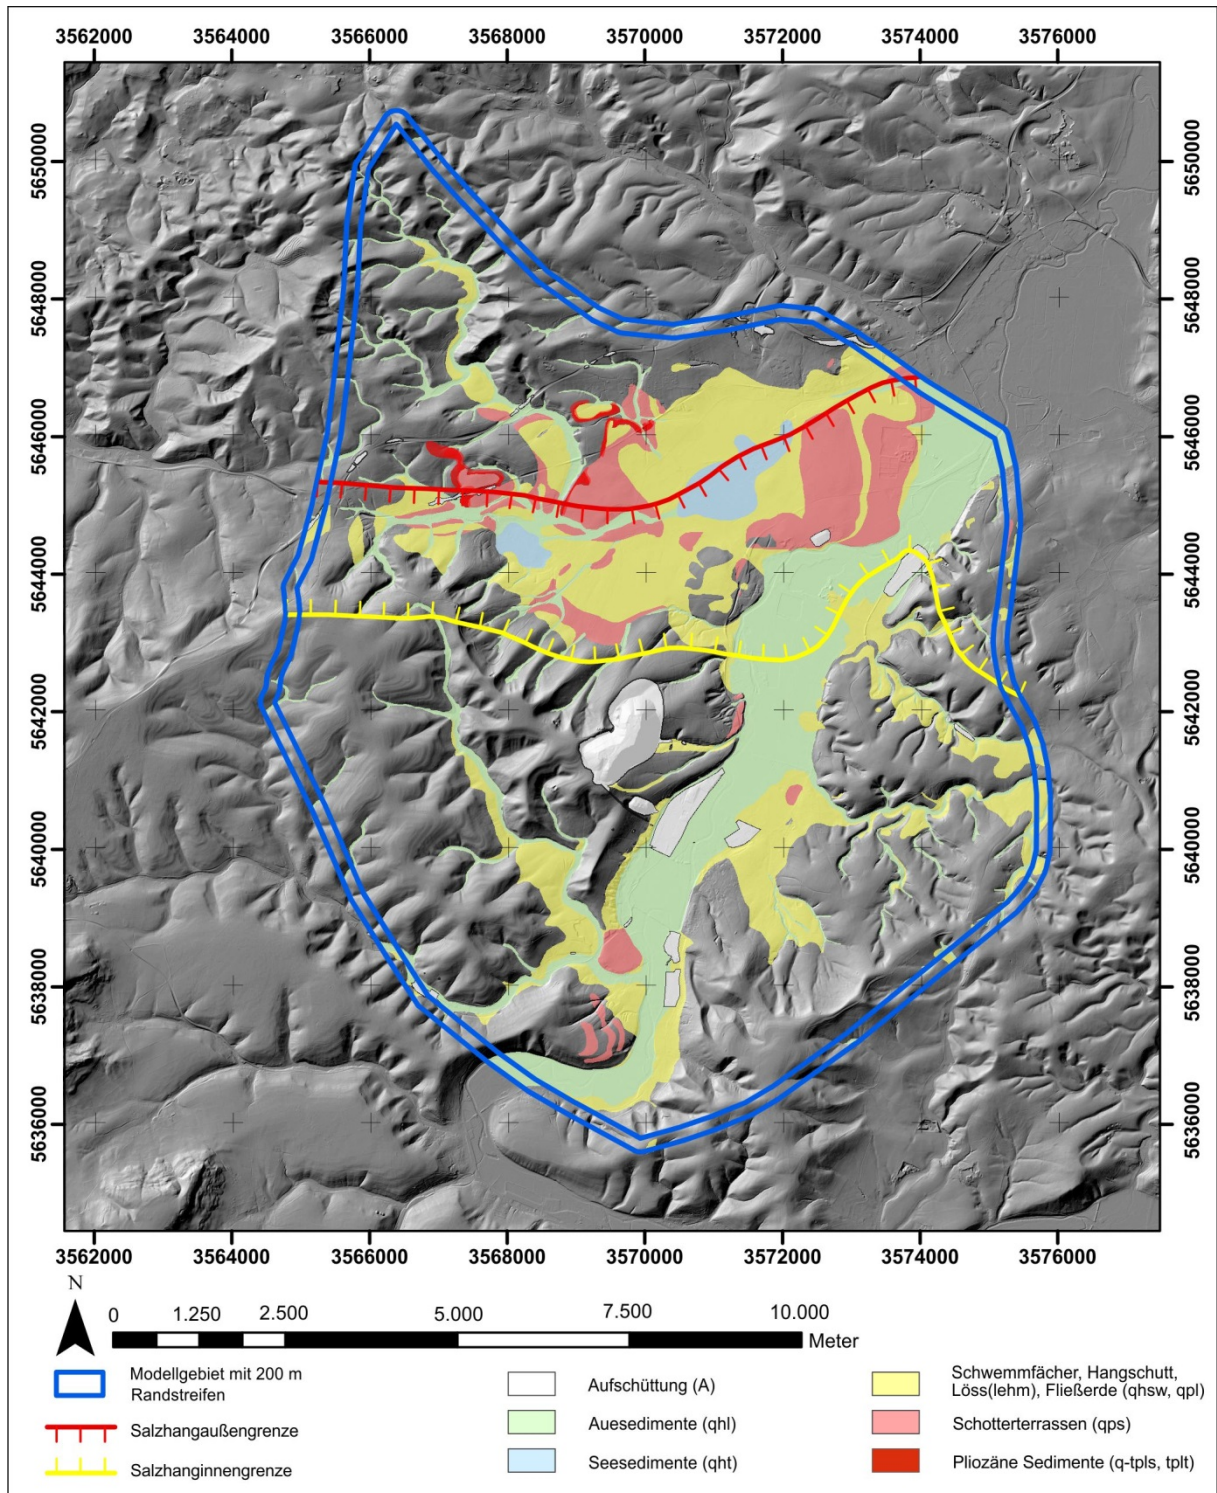 3562000 3564000 3566000 3568000 3570000 3572000 3574000 3576000
5650000 5650000
5648000 5648000
5646000 5646000
5644000 5644000
5642000 5642000
5640000 5640000
5638000 5638000
5636000 5636000
3562000 3564000 3566000 3568000 3570000 3572000 3574000 3576000
N
0 1.250 2.500 5.000 7.500 10.000
Meter
Modellgebiet mit 200 m
Randstreifen
Salzhangaußengrenze
Salzhanginnengrenze
Aufschüttung (A)
Auesedimente (qhl)
Seesedimente (qht)
Schwemmfächer, Hangschutt,
Löss(lehm), Fließerde (qhsw, qpl)
Schotterterrassen (qps)
Pliozäne Sedimente (q-tpls, tplt)